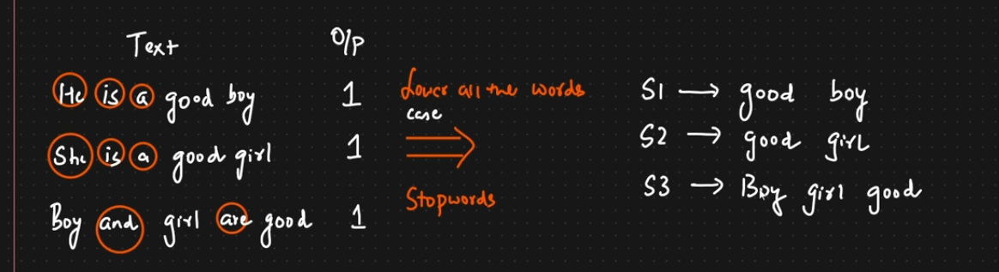 Text O/P
He is a good boy 1
She is a good girl 1
Boy and girl are good 1
Lower all the words
case
Stopwords
S1 → good boy
S2 → good girl
S3 → Boy girl good